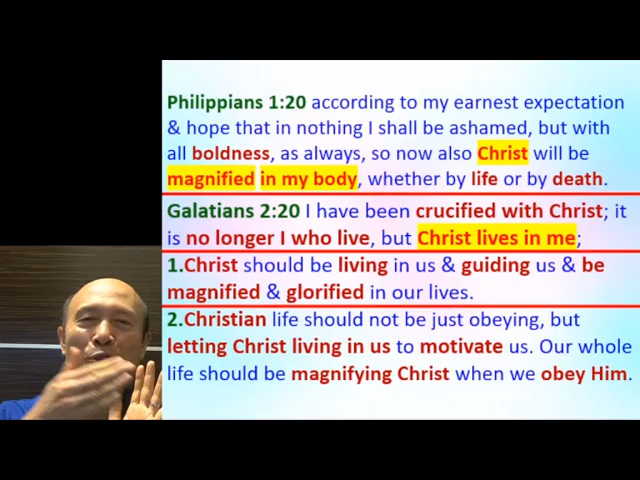 Philippians 1:20 according to my earnest expectation
& hope that in nothing I shall be ashamed, but with
all boldness, as always, so now also Christ will be
magnified in my body, whether by life or by death.
Galatians 2:20 I have been crucified with Christ; it
is no longer I who live, but Christ lives in me;
1.Christ should be living in us & guiding us & be
magnified & glorified in our lives.
2.Christian life should not be just obeying, but
letting Christ living in us to motivate us. Our whole
life should be magnifying Christ when we obey Him.